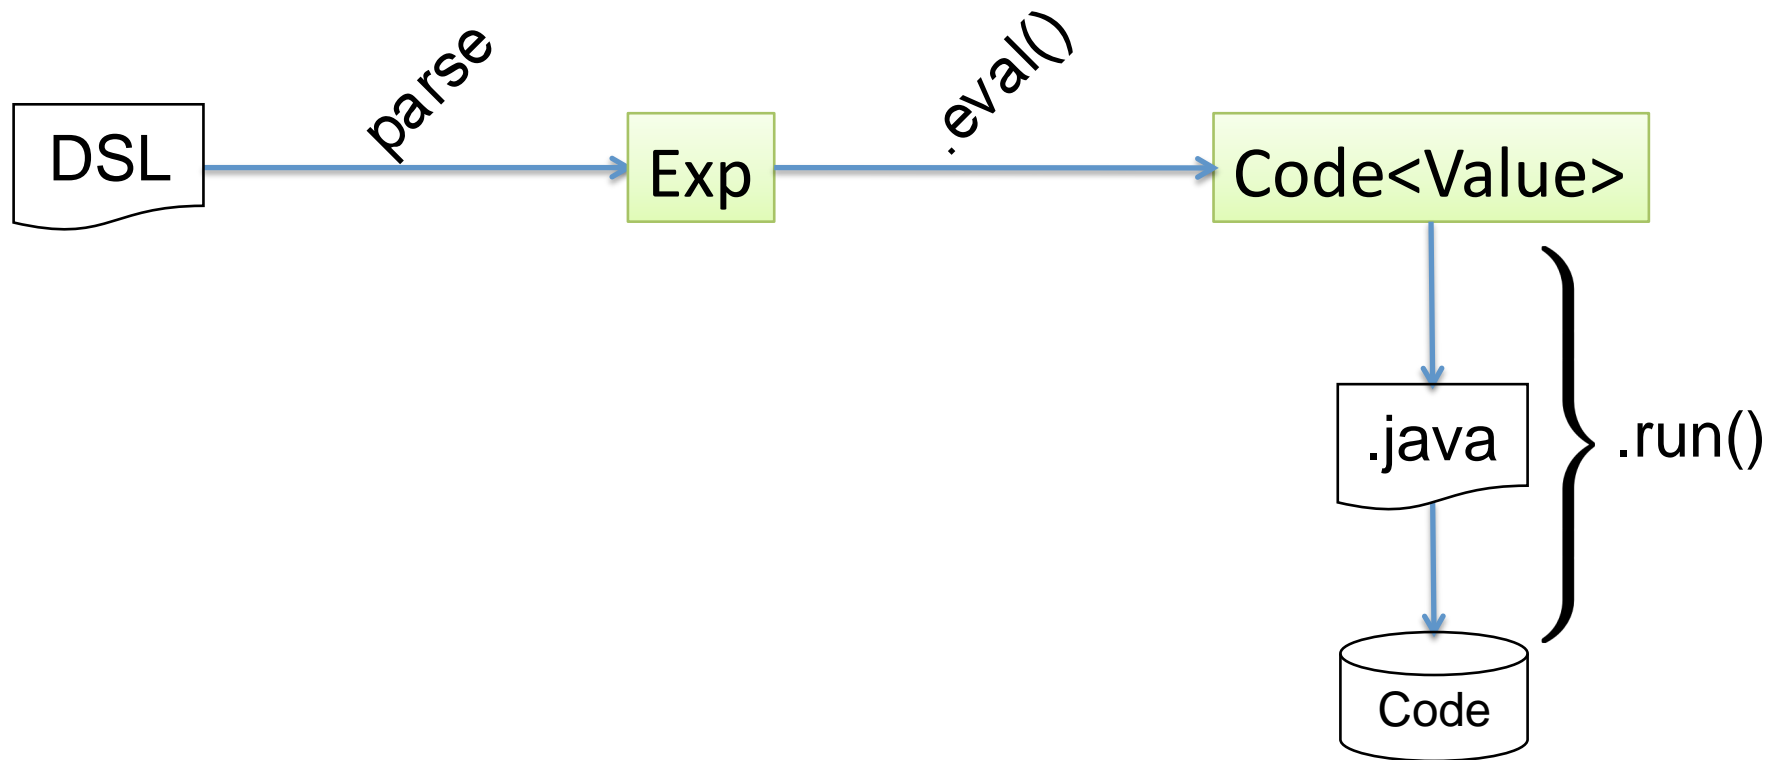 parse
.eval()
DSL
Exp
Code<Value>
.java
.run()
Code